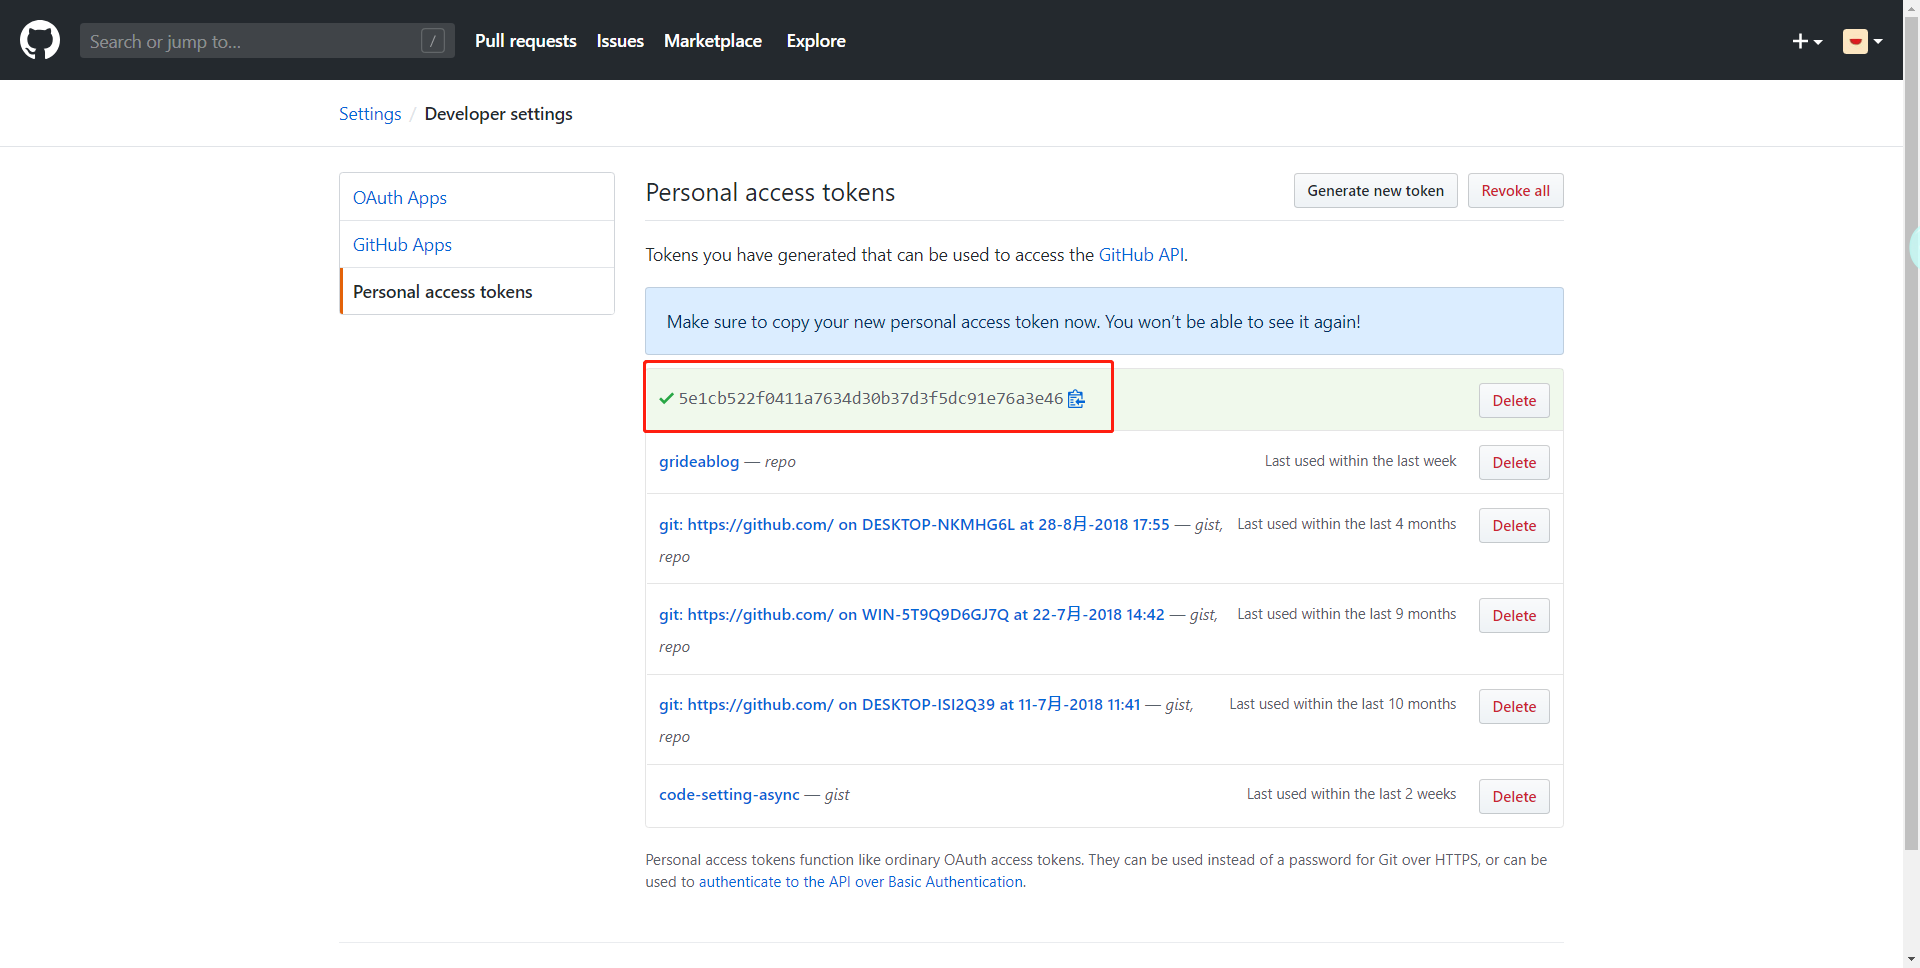 Search or jump to... /
Pull requests Issues Marketplace Explore
Settings / Developer settings
OAuth Apps
GitHub Apps
Personal access tokens
Personal access tokens
Generate new token Revoke all
Tokens you have generated that can be used to access the GitHub API.
Make sure to copy your new personal access token now. You won’t be able to see it again!
5e1cb522f0411a7634d30b37d3f5dc91e76a3e46 Delete
grideablog — repo Last used within the last week Delete
git: https://github.com/ on DESKTOP-NKMHG6L at 28-8月-2018 17:55 — gist, Last used within the last 4 months Delete
repo
git: https://github.com/ on WIN-5T9Q9D6GJ7Q at 22-7月-2018 14:42 — gist, Last used within the last 9 months Delete
repo
git: https://github.com/ on DESKTOP-ISI2Q39 at 11-7月-2018 11:41 — gist, Last used within the last 10 months Delete
repo
code-setting-async — gist Last used within the last 2 weeks Delete
Personal access tokens function like ordinary OAuth access tokens. They can be used instead of a password for Git over HTTPS, or can be
used to authenticate to the API over Basic Authentication.